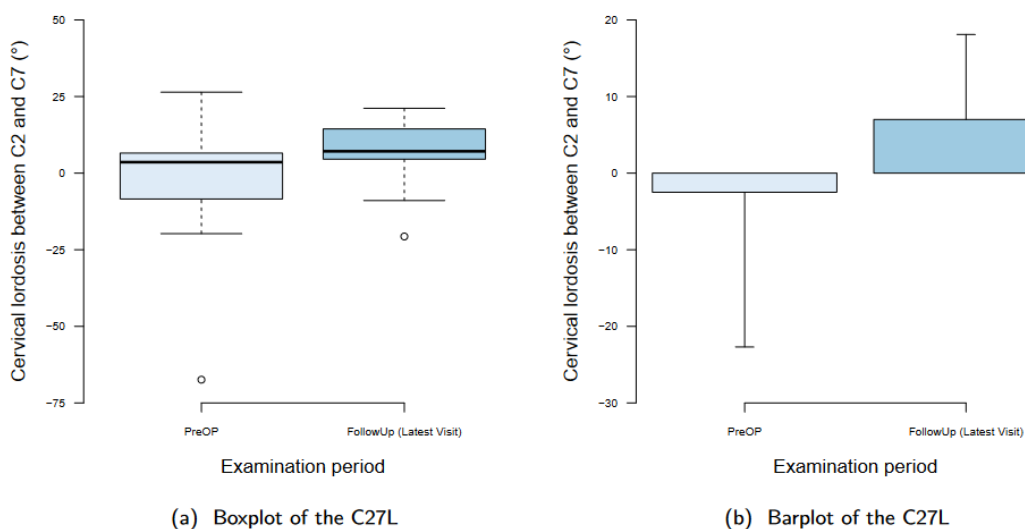 Cervical lordosis between C2 and C7 (°)
50
25
0
−25
−50
−75
PreOP
FollowUp (Latest Visit)
Examination period
(a) Boxplot of the C27L
Cervical lordosis between C2 and C7 (°)
20
10
0
−10
−20
−30
PreOP
FollowUp (Latest Visit)
Examination period
(b) Barplot of the C27L